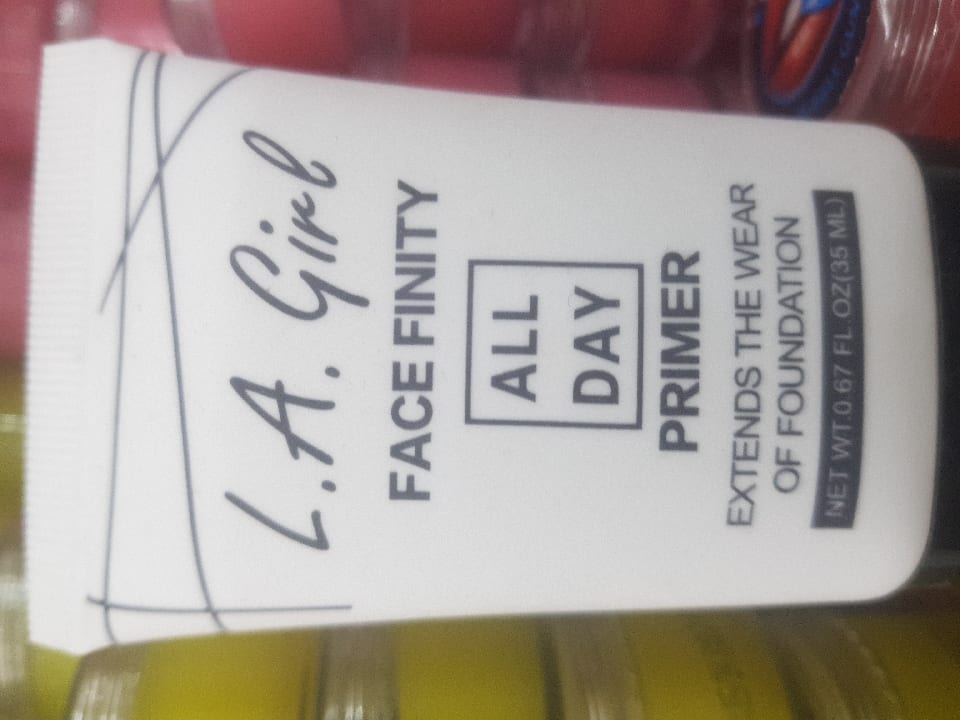 L.A. Girl
FACE FINITY
ALL
DAY
PRIMER
EXTENDS THE WEAR
OF FOUNDATION
NET WT.0.67 FL.OZ(35 ML)